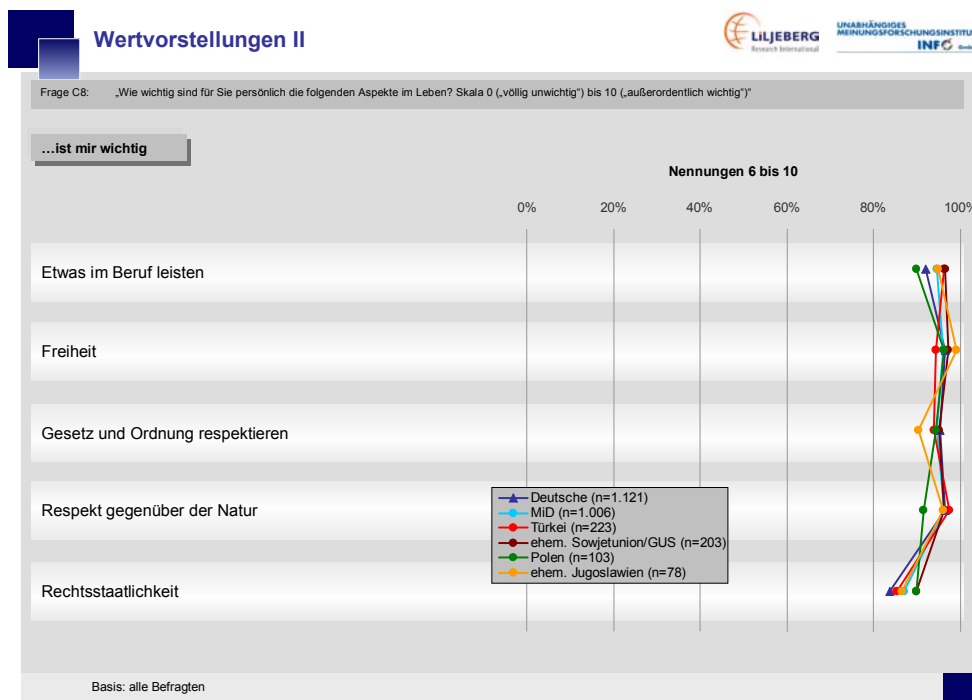 Wertvorstellungen II
LILJEBERG
Research International
UNABHÄNGIGES
MEINUNGSFORSCHUNGSINSTITU
INFO GmbH
Frage C8: „Wie wichtig sind für Sie persönlich die folgenden Aspekte im Leben? Skala 0 („völlig unwichtig“) bis 10 („außerordentlich wichtig“)“
…ist mir wichtig
Nennungen 6 bis 10
0% 20% 40% 60% 80% 100%
Etwas im Beruf leisten
Freiheit
Gesetz und Ordnung respektieren
Respekt gegenüber der Natur
Rechtsstaatlichkeit
Deutsche (n=1.121)
MiD (n=1.006)
Türkei (n=223)
ehem. Sowjetunion/GUS (n=203)
Polen (n=103)
ehem. Jugoslawien (n=78)
Basis: alle Befragten